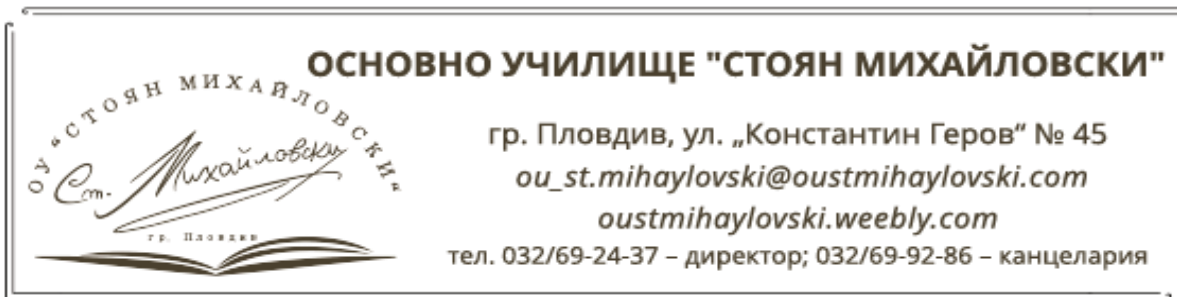 ОСНОВНО УЧИЛИЩЕ "СТОЯН МИХАЙЛОВСКИ"
ОУ "СТОЯН МИХАЙЛОВСКИ"
Ст. Михайловски
гр. Пловдив
гр. Пловдив, ул. „Константин Геров“ № 45
ou_st.mihaylovski@oustmihaylovski.com
oustmihaylovski.weebly.com
тел. 032/69-24-37 – директор; 032/69-92-86 – канцелария